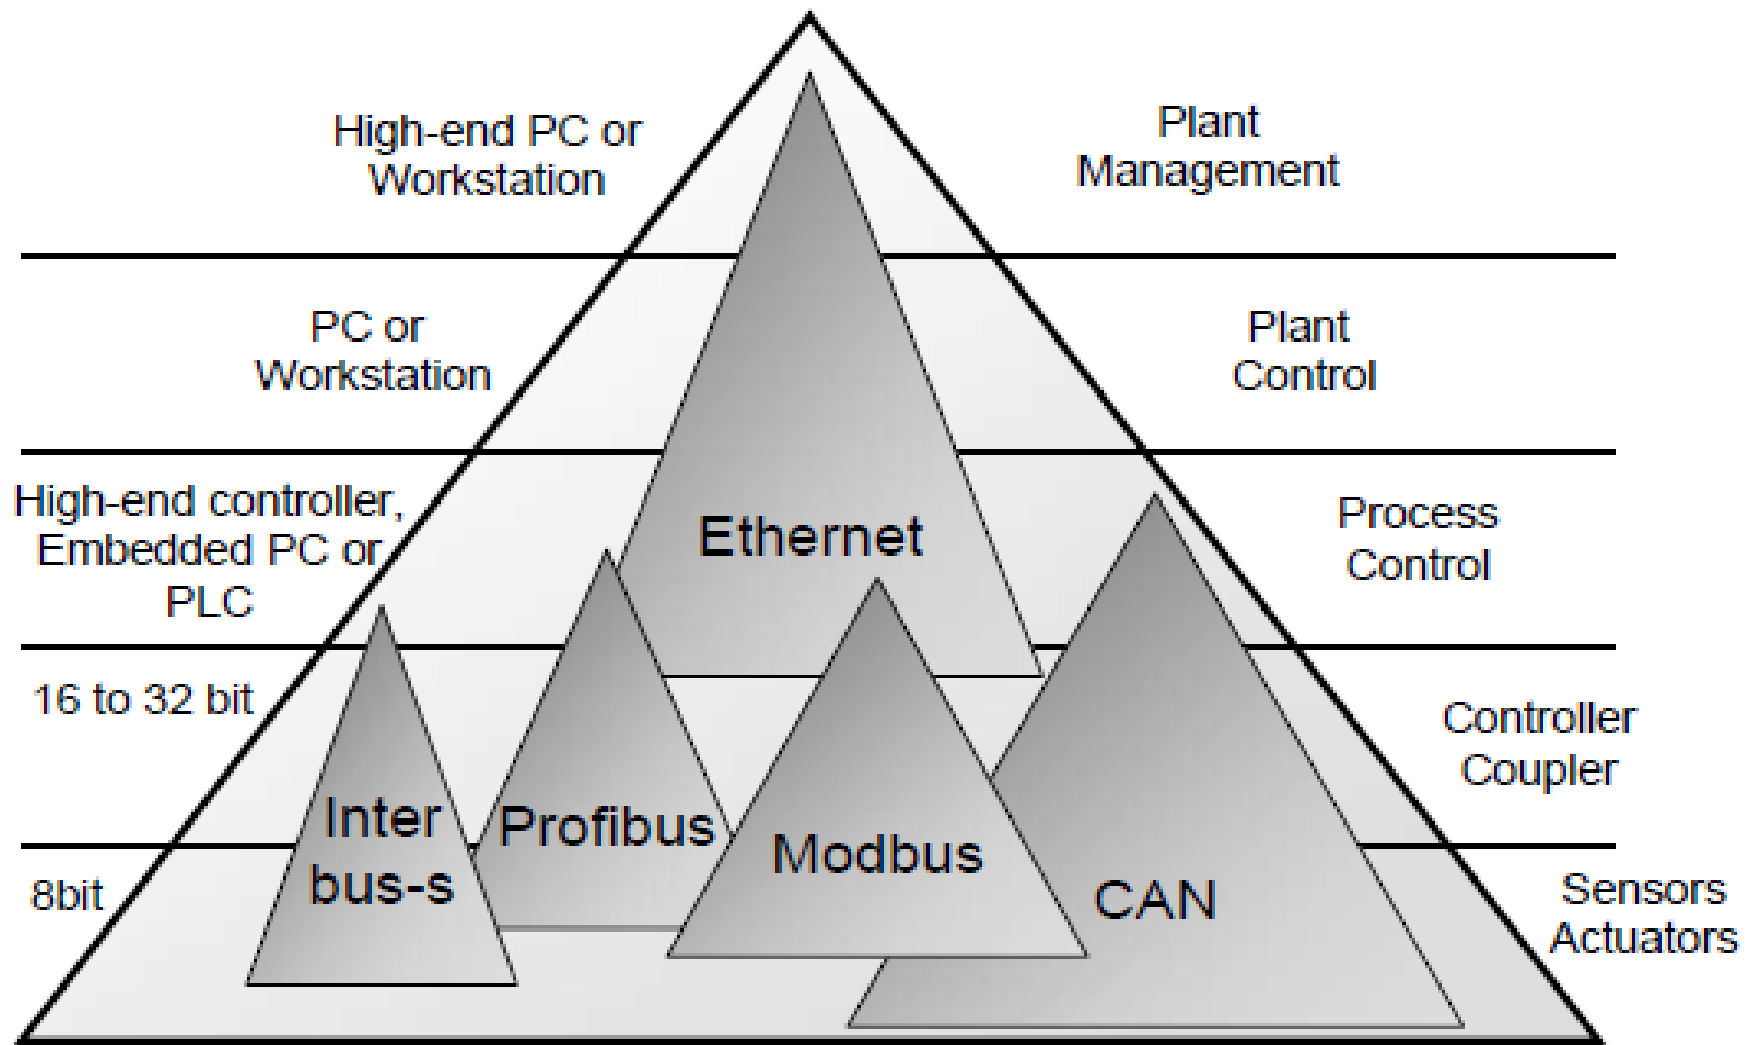 High-end PC or
Workstation
Plant
Management
PC or
Workstation
Plant
Control
High-end controller,
Embedded PC or
PLC
Ethernet
Process
Control
16 to 32 bit
Controller
Coupler
Inter
bus-s
Profibus
Modbus
CAN
8bit
Sensors
Actuators